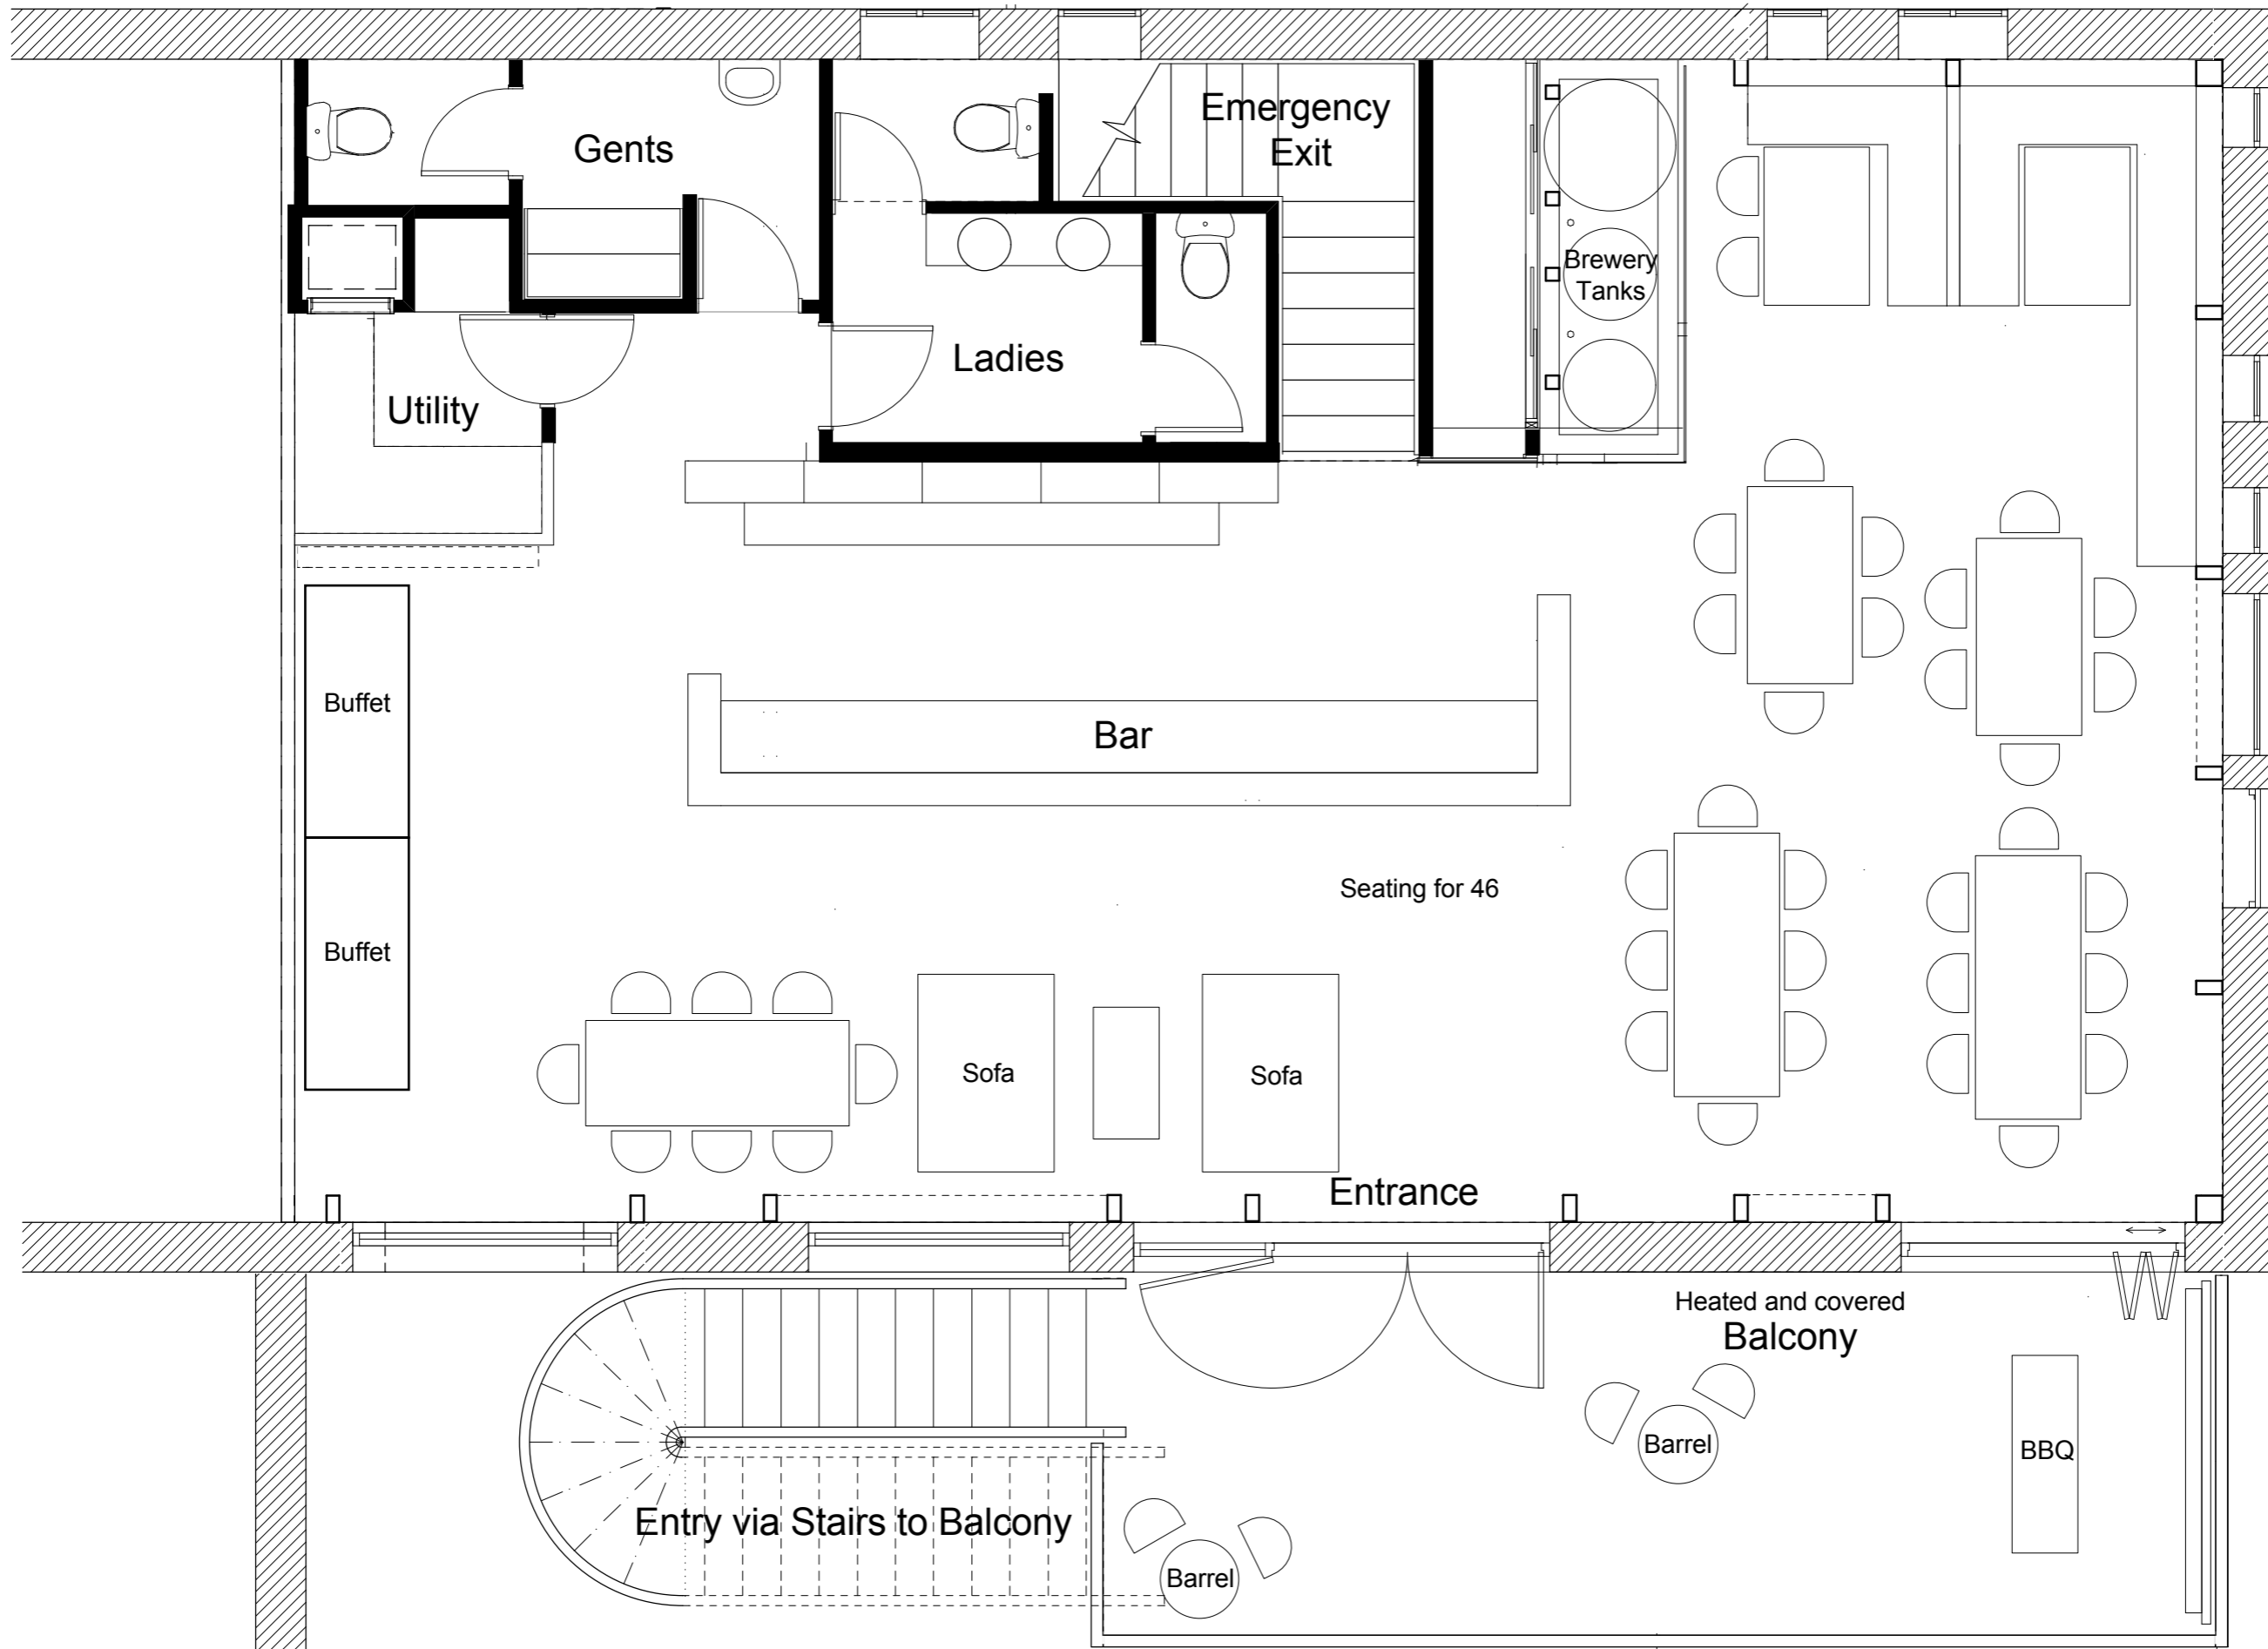 Emergency
Exit
Gents
Brewery
Tanks
Ladies
Utility
Buffet
Bar
Seating for 46
Buffet
Sofa
Sofa
Entrance
Heated and covered
Balcony
Barrel
BBQ
Entry via Stairs to Balcony
Barrel